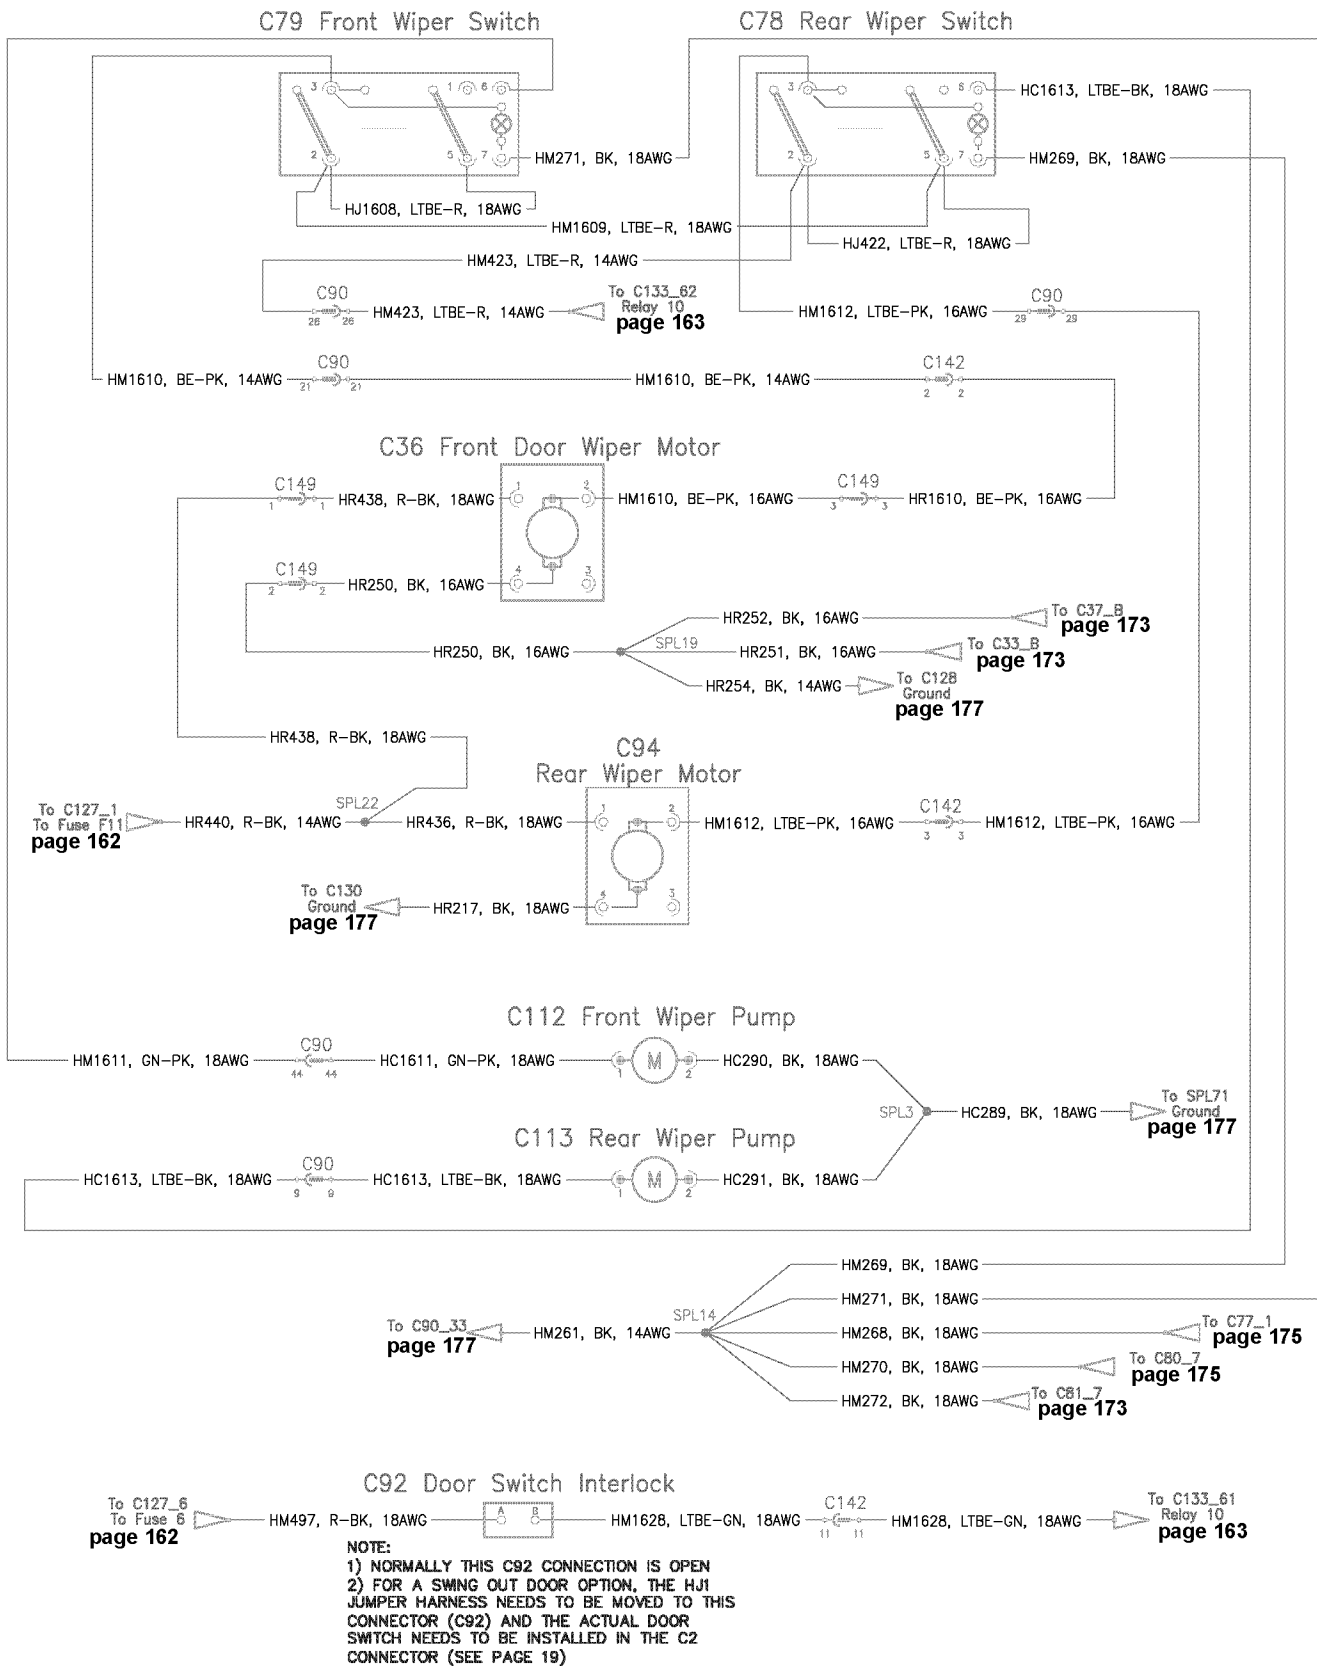 C79 Front Wiper Switch
C78 Rear Wiper Switch
3 1 6
2 5 7
3 6
2 5 7
HC1613, LTBE-BK, 18AWG
HM271, BK, 18AWG
HM269, BK, 18AWG
HJ1608, LTBE-R, 18AWG
HM1609, LTBE-R, 18AWG
HJ422, LTBE-R, 18AWG
HM423, LTBE-R, 14AWG
C90
26 26
HM423, LTBE-R, 14AWG
To C133_62
Relay 10
page 163
HM1612, LTBE-PK, 16AWG
C90
29 29
HM1610, BE-PK, 14AWG
C90
21 21
HM1610, BE-PK, 14AWG
C142
2 2
C36 Front Door Wiper Motor
C149
1 1
HR438, R-BK, 18AWG
1 2
HM1610, BE-PK, 16AWG
C149
3 3
HR1610, BE-PK, 16AWG
C149
2 2
HR250, BK, 16AWG
4 3
HR252, BK, 16AWG
To C37_B
page 173
HR250, BK, 16AWG
SPL19
HR251, BK, 16AWG
To C33_B
page 173
HR254, BK, 14AWG
To C128
Ground
page 177
HR438, R-BK, 18AWG
C94
Rear Wiper Motor
To C127_1
To Fuse F11
page 162
HR440, R-BK, 14AWG
SPL22
HR436, R-BK, 18AWG
1 2
HM1612, LTBE-PK, 16AWG
C142
3 3
HM1612, LTBE-PK, 16AWG
To C130
Ground
page 177
HR217, BK, 18AWG
4 3
C112 Front Wiper Pump
HM1611, GN-PK, 18AWG
C90
44 44
HC1611, GN-PK, 18AWG
1 M 2
HC290, BK, 18AWG
SPL3
HC289, BK, 18AWG
To SPL71
Ground
page 177
C113 Rear Wiper Pump
HC1613, LTBE-BK, 18AWG
C90
9 9
HC1613, LTBE-BK, 18AWG
1 M 2
HC291, BK, 18AWG
HM269, BK, 18AWG
HM271, BK, 18AWG
To C90_33
page 177
HM261, BK, 14AWG
SPL14
HM268, BK, 18AWG
To C77_1
page 175
HM270, BK, 18AWG
To C80_7
page 175
HM272, BK, 18AWG
To C81_7
page 173
C92 Door Switch Interlock
To C127_6
To Fuse 6
page 162
HM497, R-BK, 18AWG
A B
HM1628, LTBE-GN, 18AWG
C142
11 11
HM1628, LTBE-GN, 18AWG
To C133_61
Relay 10
page 163
NOTE:
1) NORMALLY THIS C92 CONNECTION IS OPEN
2) FOR A SWING OUT DOOR OPTION, THE HJ1
JUMPER HARNESS NEEDS TO BE MOVED TO THIS
CONNECTOR (C92) AND THE ACTUAL DOOR
SWITCH NEEDS TO BE INSTALLED IN THE C2
CONNECTOR (SEE PAGE 19)